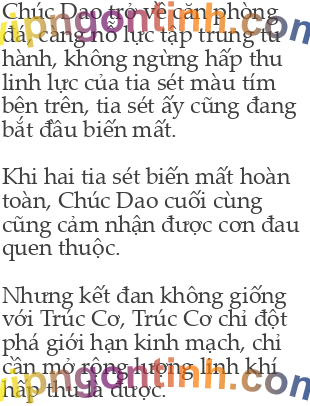 Chúc Dao trở về căn phòng
đá, càng nỗ lực tập trung tu
hành, không ngừng hấp thu
linh lực của tia sét màu tím
bên trên, tia sét ấy cũng đang
bắt đầu biến mất.
Khi hai tia sét biến mất hoàn
toàn, Chúc Dao cuối cùng
cũng cảm nhận được cơn đau
quen thuộc.
Nhưng kết đan không giống
với Trúc Cơ, Trúc Cơ chỉ đột
phá giới hạn kinh mạch, chỉ
cần mở rộng lượng linh khí
hấp thu là được.